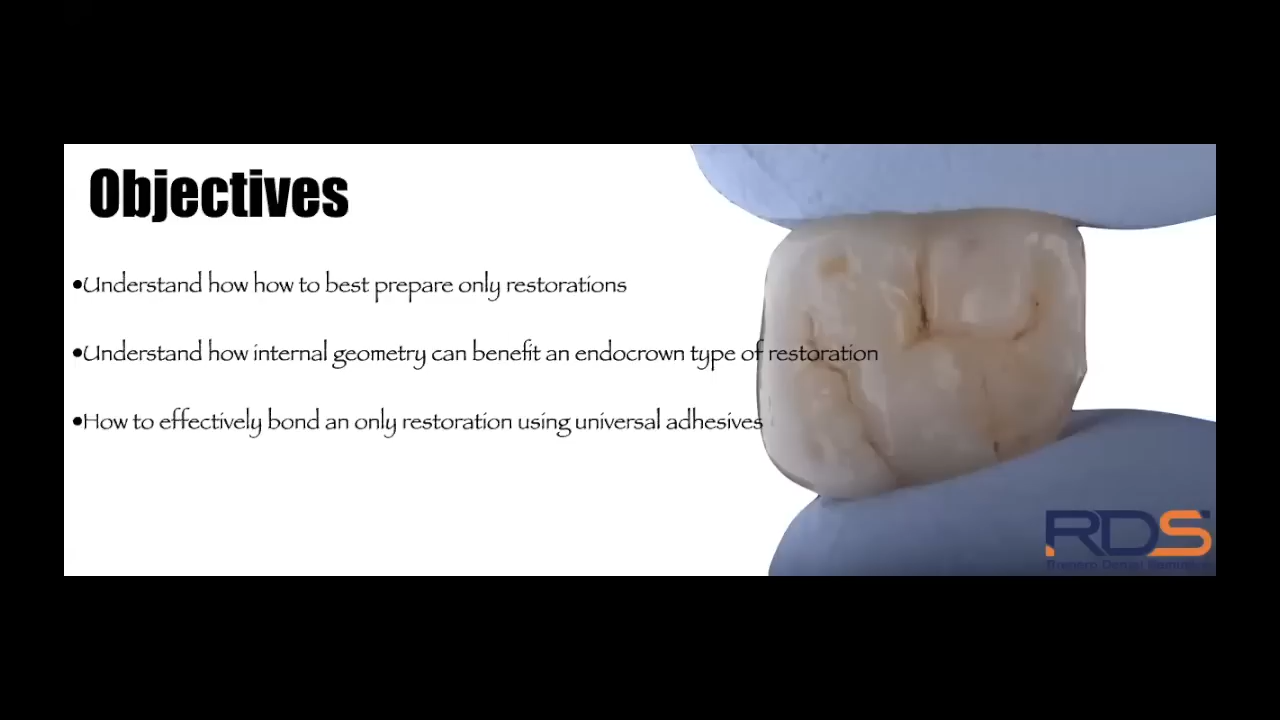 Objectives
•Understand how how to best prepare only restorations
•Understand how internal geometry can benefit an endocrown type of restoration
•How to effectively bond an only restoration using universal adhesives
RDS